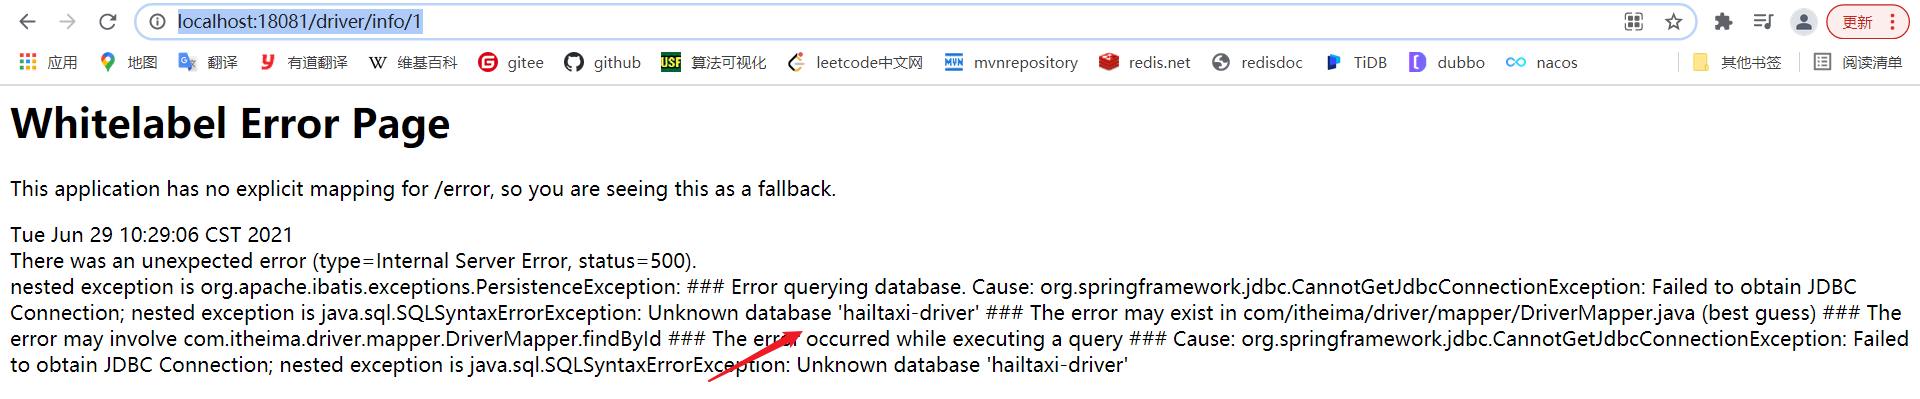 localhost:18081/driver/info/1
更新
应用 地图 翻译 有道翻译 W 维基百科 gitee github USF 算法可视化 leetcode中文网 MVN mvnrepository redis.net redisdoc TiDB dubbo nacos 其他书签 阅读清单
Whitelabel Error Page
This application has no explicit mapping for /error, so you are seeing this as a fallback.
Tue Jun 29 10:29:06 CST 2021
There was an unexpected error (type=Internal Server Error, status=500).
nested exception is org.apache.ibatis.exceptions.PersistenceException: ### Error querying database. Cause: org.springframework.jdbc.CannotGetJdbcConnectionException: Failed to obtain JDBC
Connection; nested exception is java.sql.SQLSyntaxErrorException: Unknown database 'hailtaxi-driver' ### The error may exist in com/itheima/driver/mapper/DriverMapper.java (best guess) ### The
error may involve com.itheima.driver.mapper.DriverMapper.findById ### The error occurred while executing a query ### Cause: org.springframework.jdbc.CannotGetJdbcConnectionException: Failed
to obtain JDBC Connection; nested exception is java.sql.SQLSyntaxErrorException: Unknown database 'hailtaxi-driver'